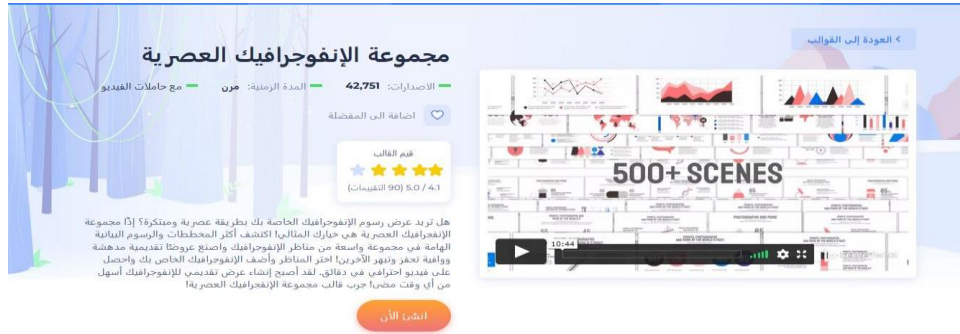 < العودة إلى القوالب
مجموعة الإنفوجرافيك العصرية
الاصدارات: 42,751 المدة الزمنية: مرن مع حاملات الفيديو
اضافة الى المفضلة
قيم القالب
4.1 / 5.0 (90 التقييمات)
هل تريد عرض رسوم الإنفوجرافيك الخاصة بك بطريقة عصرية ومبتكرة؟ إذًا مجموعة
الإنفجرافيك العصرية هي خيارك المثالي! اكتشف أكثر المخططات والرسوم البيانية
الهامة في مجموعة واسعة من مناظر الإنفوجرافيك واصنع عروضًا تقديمية مدهشة
ووافية تحفز وتبهر الآخرين! اختر المناظر وأضف الإنفوجرافيك الخاص بك واحصل
على فيديو احترافي في دقائق. لقد أصبح إنشاء عرض تقديمي للإنفوجرافيك أسهل
من أي وقت مضى! جرب قالب مجموعة الإنفجرافيك العصرية!
انشئ الأن
500+ SCENES
10:44